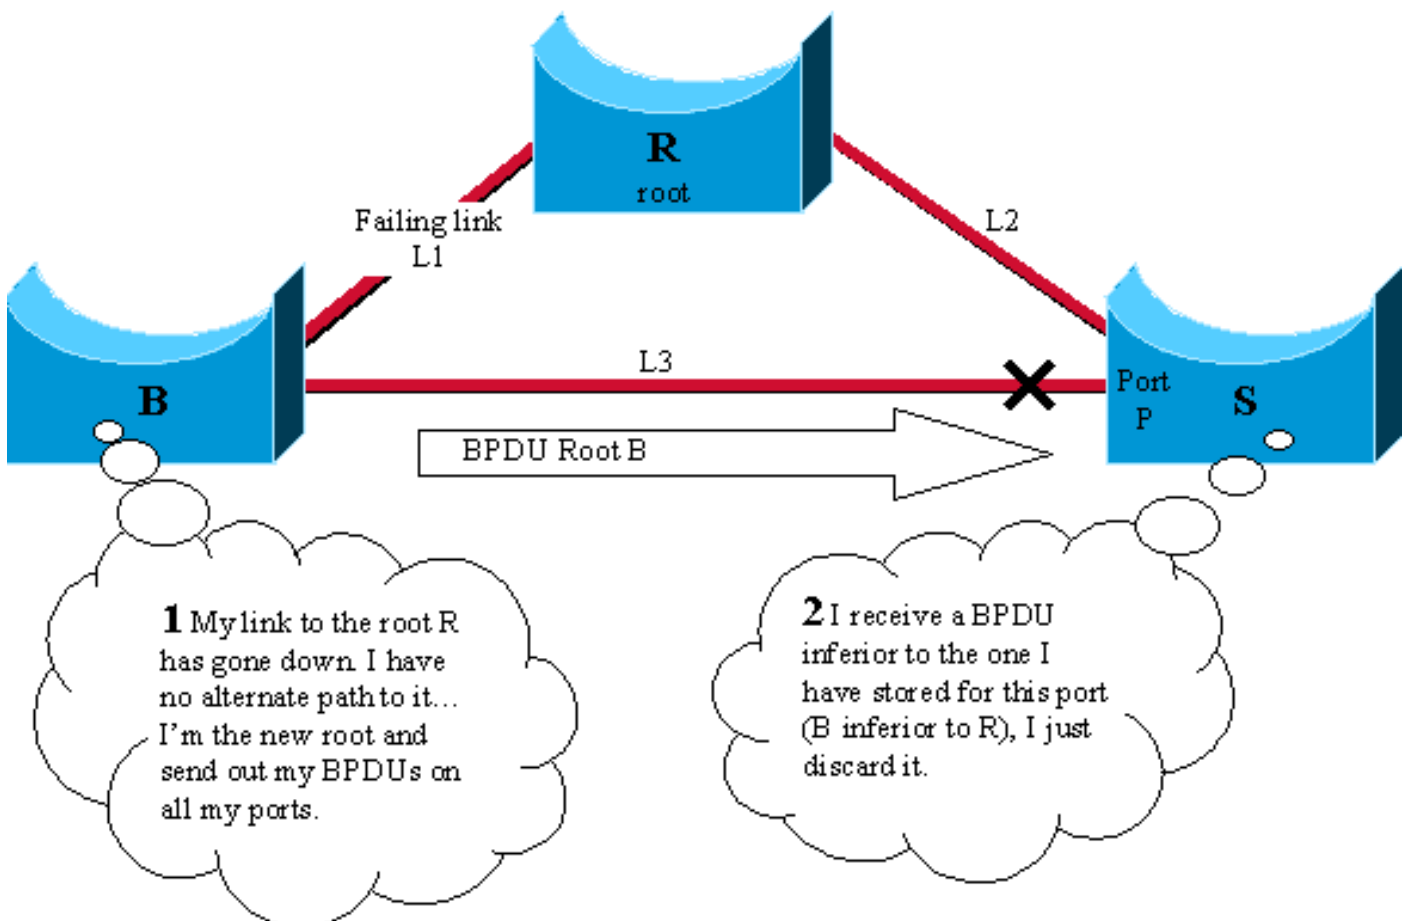 R
root
Failing link
L1
L2
L3
B
Port
P
S
BPDU Root B
1 My link to the root R
has gone down. I have
no alternate path to it...
I'm the new root and
send out my BPDUs on
all my ports.
2 I receive a BPDU
inferior to the one I
have stored for this port
(B inferior to R), I just
discard it.